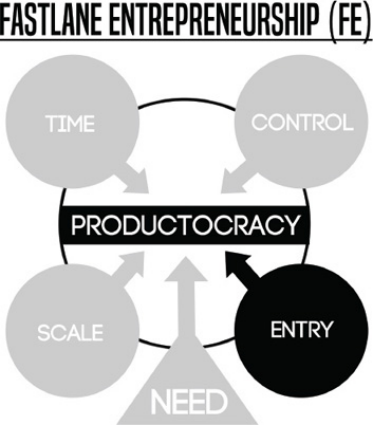 FASTLANE ENTREPRENEURSHIP (FE)
TIME
CONTROL
PRODUCTOCRACY
SCALE
ENTRY
NEED